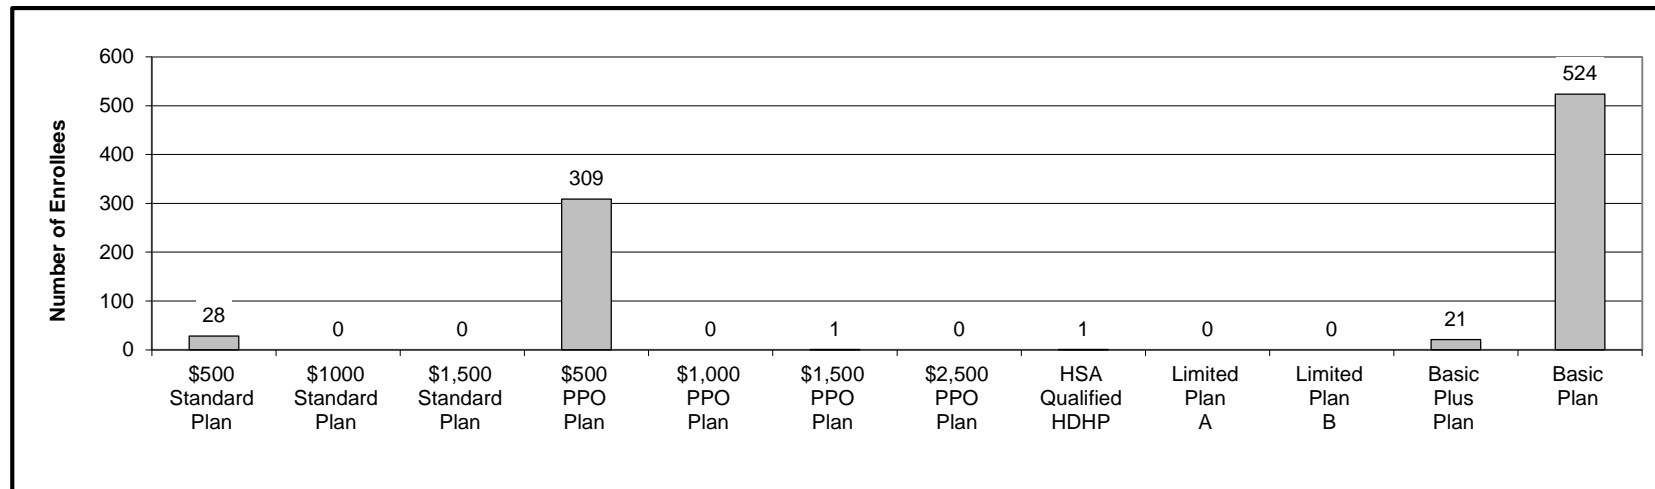 Number of Enrollees
600
500
400
300
200
100
0
28
0
0
309
0
1
0
1
0
0
21
524
$500
Standard
Plan
$1000
Standard
Plan
$1,500
Standard
Plan
$500
PPO
Plan
$1,000
PPO
Plan
$1,500
PPO
Plan
$2,500
PPO
Plan
HSA
Qualified
HDHP
Limited
Plan
A
Limited
Plan
B
Basic
Plus
Plan
Basic
Plan